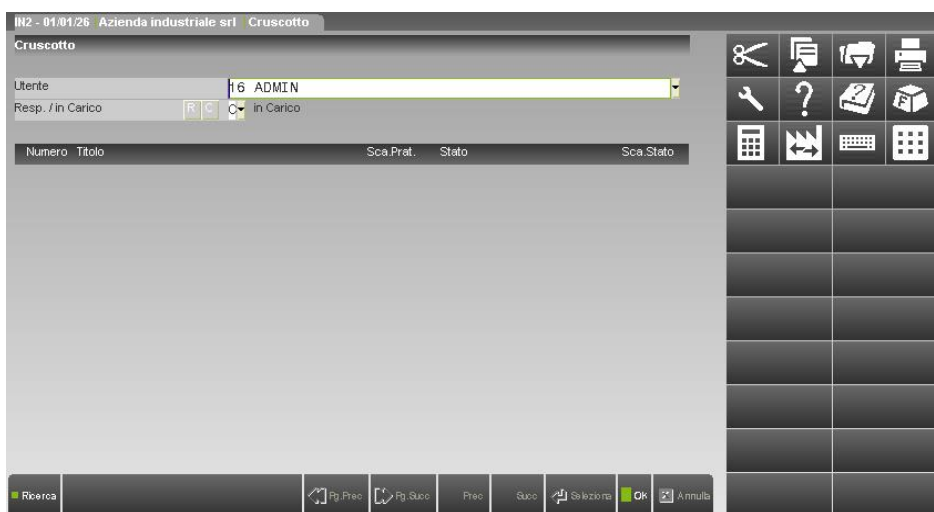 IN2 - 01/01/26 Azienda industriale srl Cruscotto
Cruscotto
Utente 16 ADMIN
Resp. / in Carico R C C in Carico
Numero Titolo Sca.Prat. Stato Sca.Stato
Ricerca Pg.Prec Pg.Succ Prec Succ Seleziona OK Annulla